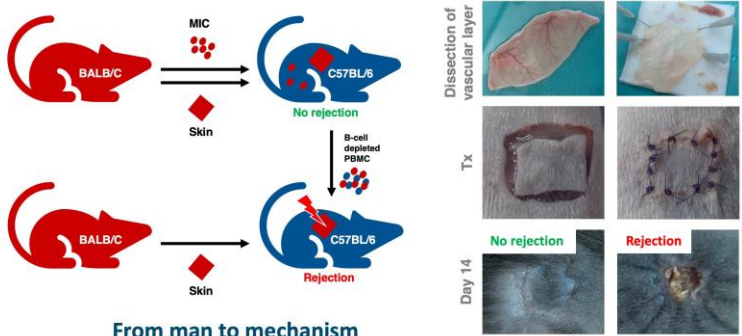 MIC
BALB/C
C57BL/6
Skin
No rejection
B-cell
depleted
PBMC
BALB/C
C57BL/6
Skin
Rejection
From man to mechanism
Dissection of
vascular layer
Tx
Day 14
No rejection
Rejection